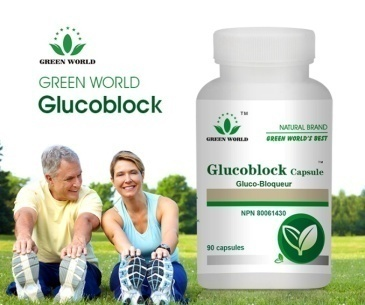 GREEN WORLD
GREEN WORLD
Glucoblock
TM
GREEN WORLD
NATURAL BRAND
GREEN WORLD'S BEST
Glucoblock Capsule ™
Gluco-Bloqueur
NPN 80061430
90 capsules